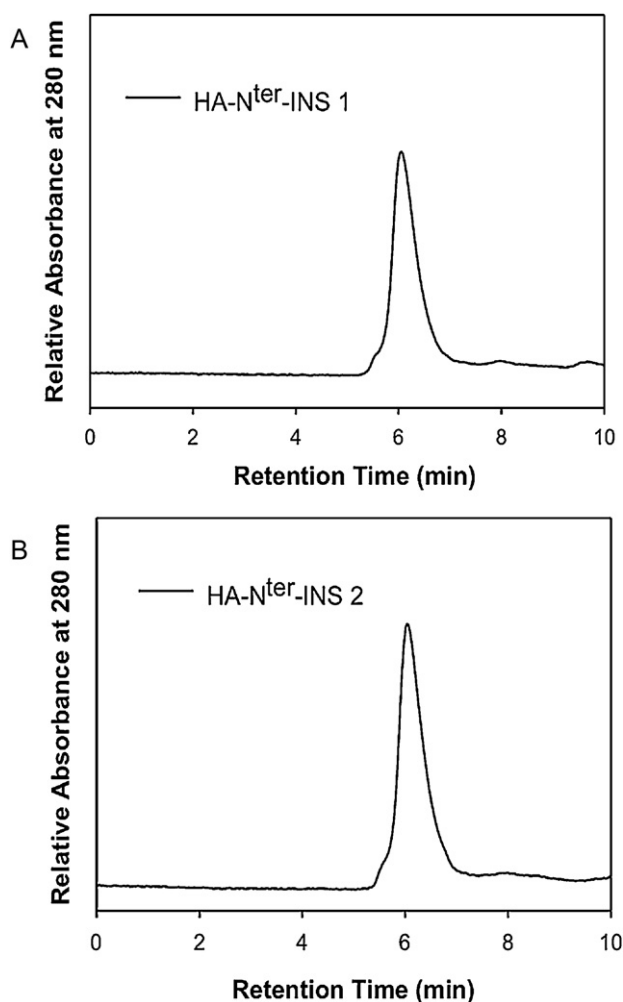 A
Relative Absorbance at 280 nm
HA-Nter-INS 1
0 2 4 6 8 10
Retention Time (min)
B
Relative Absorbance at 280 nm
HA-Nter-INS 2
0 2 4 6 8 10
Retention Time (min)